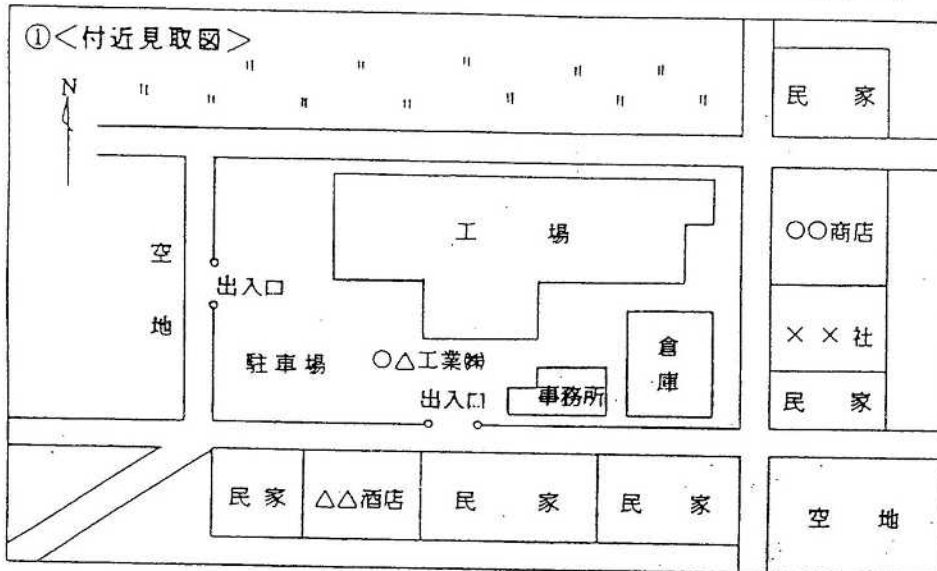 ①<付近見取図>
N
民家
工場
○○商店
空地
出入口
××社
倉庫
駐車場
○△工業㈱
出入口
事務所
民家
民家
△△酒店
民家
民家
空地